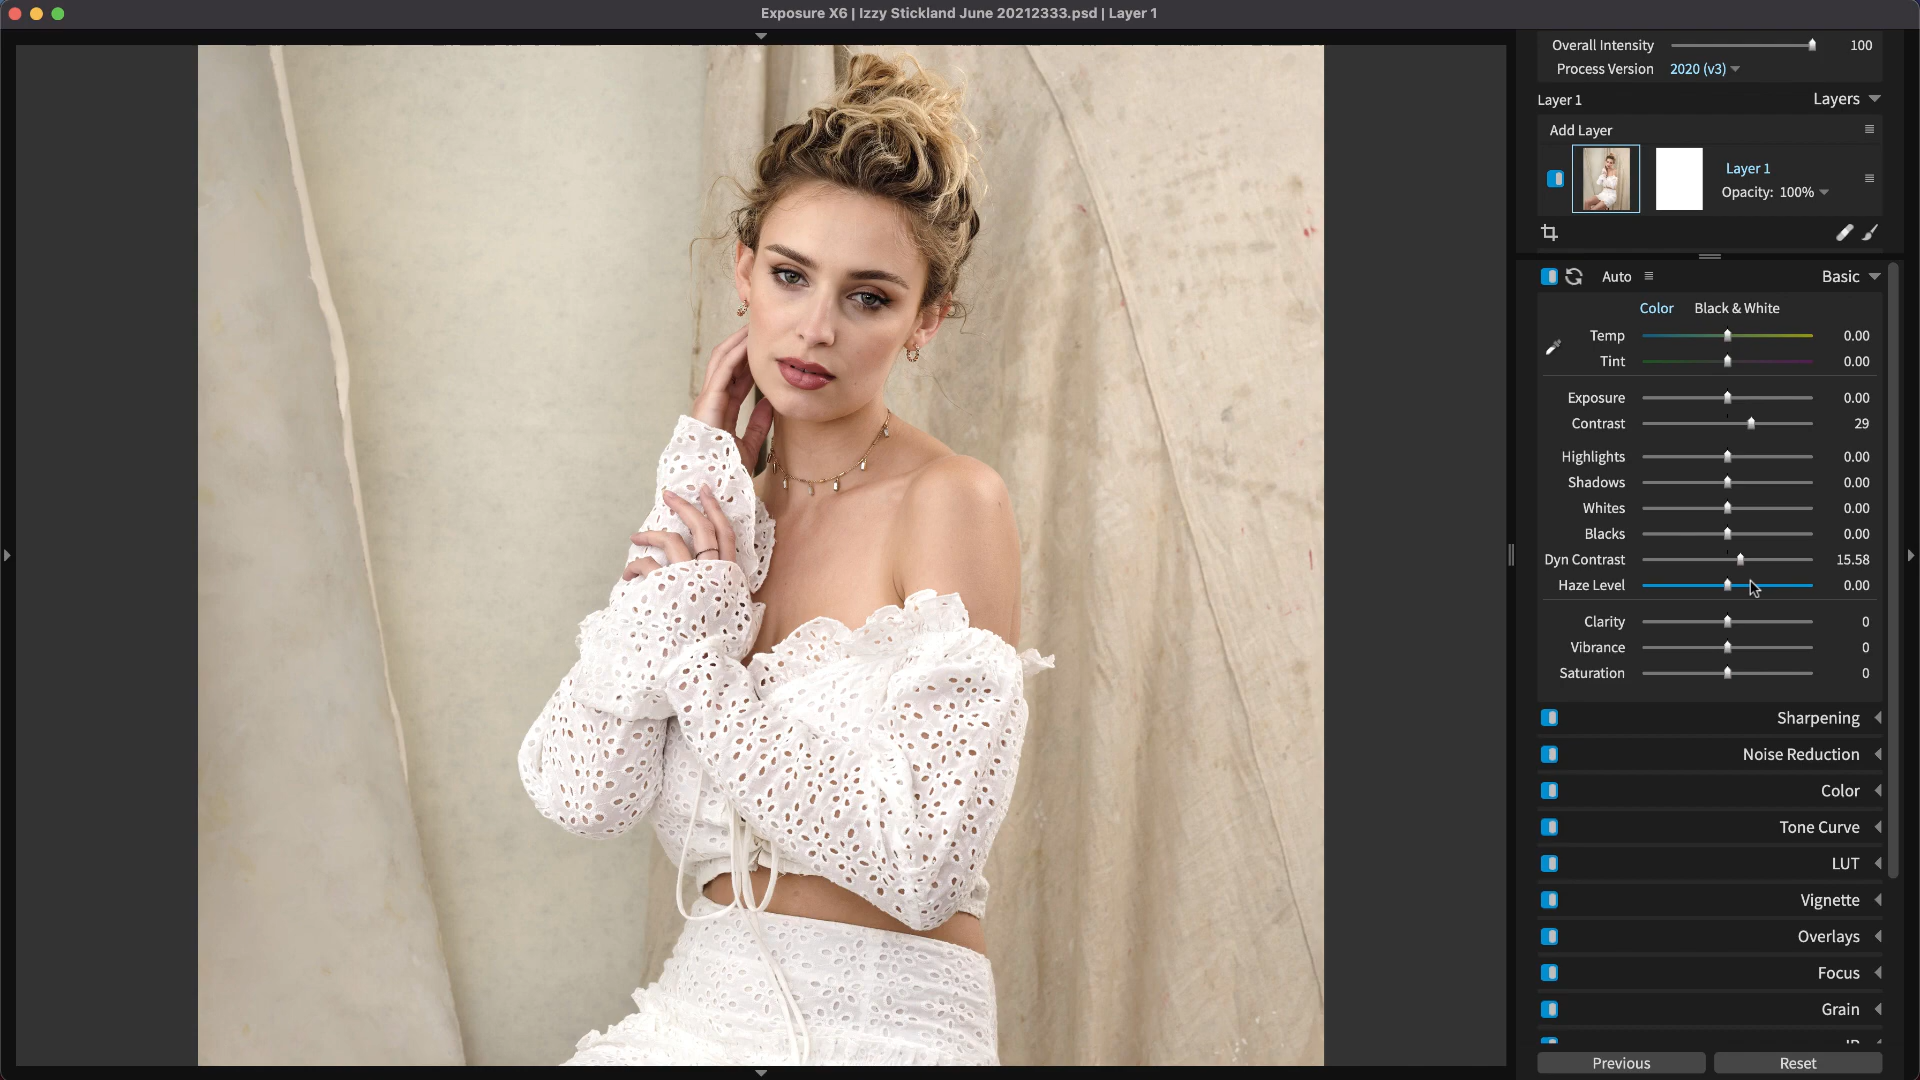 Exposure X6 | Izzy Stickland June 20212333.psd | Layer 1
Overall Intensity 100
Process Version 2020 (v3)
Layer 1 Layers
Add Layer
Layer 1
Opacity: 100%
Auto Basic
Color Black & White
Temp 0.00
Tint 0.00
Exposure 0.00
Contrast 29
Highlights 0.00
Shadows 0.00
Whites 0.00
Blacks 0.00
Dyn Contrast 15.58
Haze Level 0.00
Clarity 0
Vibrance 0
Saturation 0
Sharpening
Noise Reduction
Color
Tone Curve
LUT
Vignette
Overlays
Focus
Grain
Previous Reset